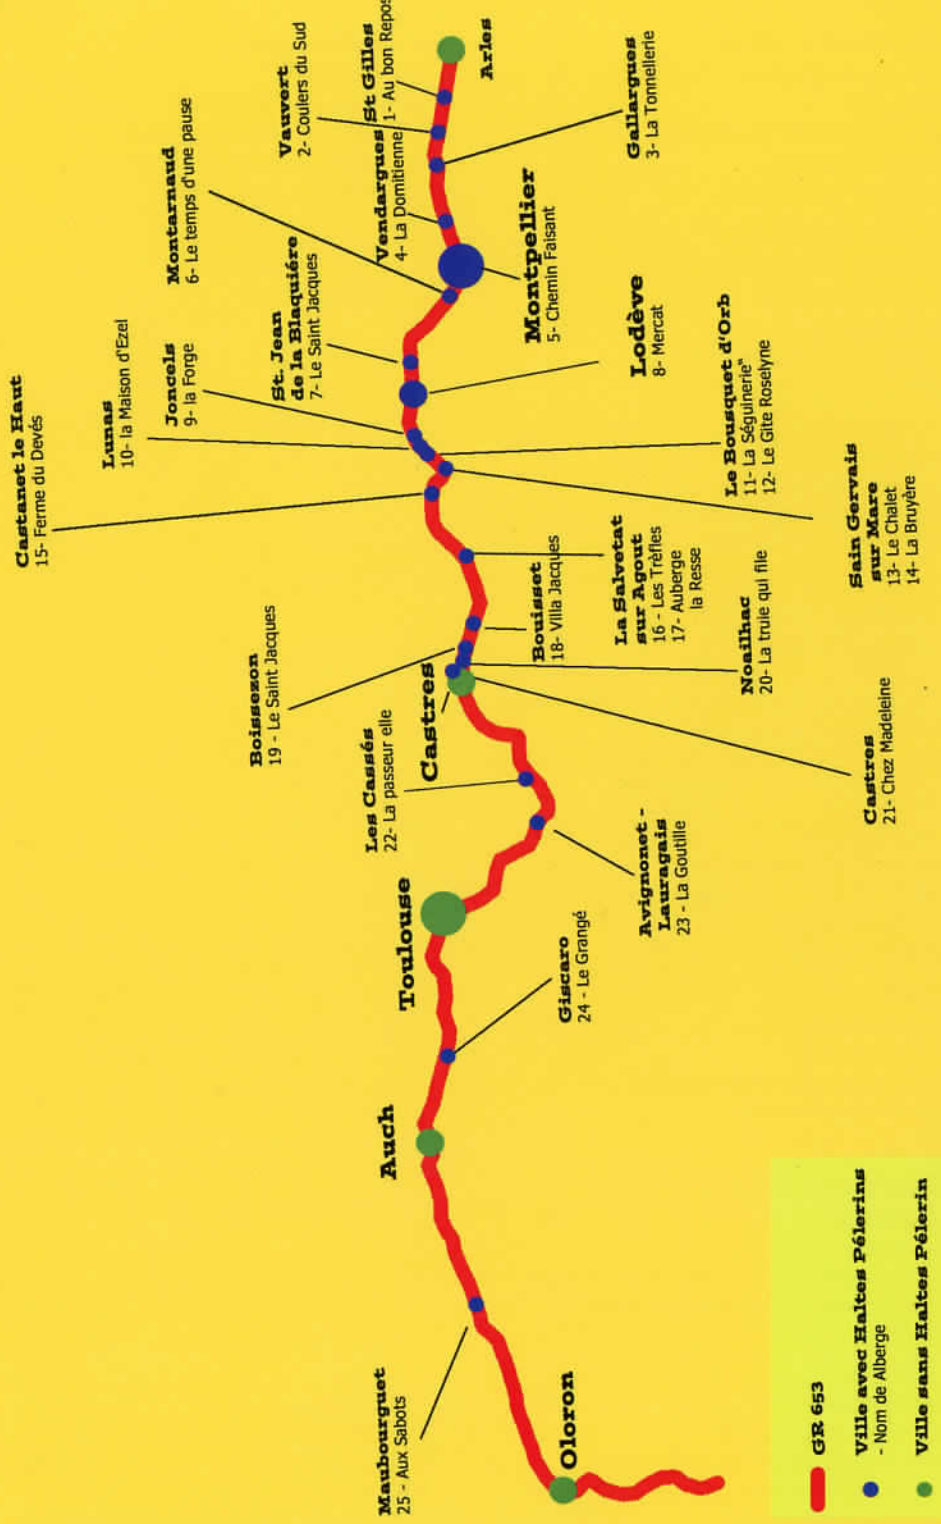 Castanet le Haut
15- Ferme du Devés
Lunas
10- la Maison d'Ezel
Joncels
9- la Forge
Montarnaud
6- Le temps d'une pause
St. Jean
de la Blaquiére
7- Le Saint Jacques
Vauvert
2- Coulers du Sud
St Gilles
1- Au bon Repos
Vendargues
4- La Domitienne
Arles
Gallargues
3- La Tonnellerie
Montpellier
5- Chemin Faisant
Lodève
8- Mercat
Le Bousquet d'Orb
11- La Séguinerie"
12- Le Gite Roselyne
Sain Gervais
sur Mare
13- Le Chalet
14- La Bruyère
La Salvetat
sur Agout
16 - Les Trèfles
17- Auberge
la Resse
Bouisset
18- Villa Jacques
Noailhac
20- La truie qui file
Boissezon
19 - Le Saint Jacques
Castres
Castres
21- Chez Madeleine
Les Cassés
22- La passeur elle
Avignonet -
Lauragais
23 - La Goutille
Toulouse
Giscaro
24 - Le Grangé
Auch
Maubourguet
25 - Aux Sabots
Oloron
GR 653
Ville avec Haltes Pélerins
- Nom de Alberge
Ville sans Haltes Pélerin